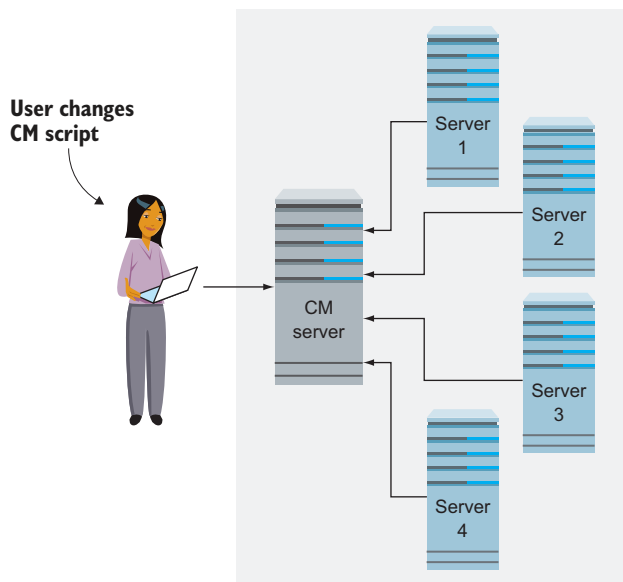 User changes
CM script
Server
1
Server
2
CM
server
Server
3
Server
4